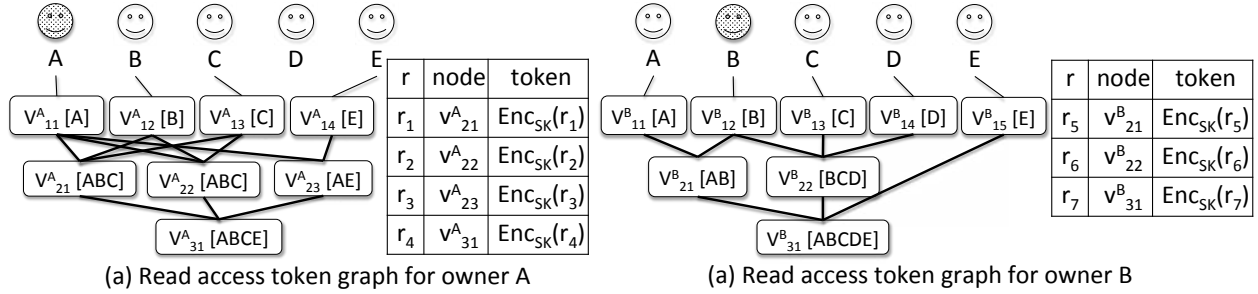 A B C D E
V^A_11 [A] V^A_12 [B] V^A_13 [C] V^A_14 [E]
V^A_21 [ABC] V^A_22 [ABC] V^A_23 [AE]
V^A_31 [ABCE]
r node token
r_1 v^A_21 Enc_SK(r_1)
r_2 v^A_22 Enc_SK(r_2)
r_3 v^A_23 Enc_SK(r_3)
r_4 v^A_31 Enc_SK(r_4)
(a) Read access token graph for owner A
A B C D E
V^B_11 [A] V^B_12 [B] V^B_13 [C] V^B_14 [D] V^B_15 [E]
V^B_21 [AB] V^B_22 [BCD]
V^B_31 [ABCDE]
r node token
r_5 v^B_21 Enc_SK(r_5)
r_6 v^B_22 Enc_SK(r_6)
r_7 v^B_31 Enc_SK(r_7)
(a) Read access token graph for owner B